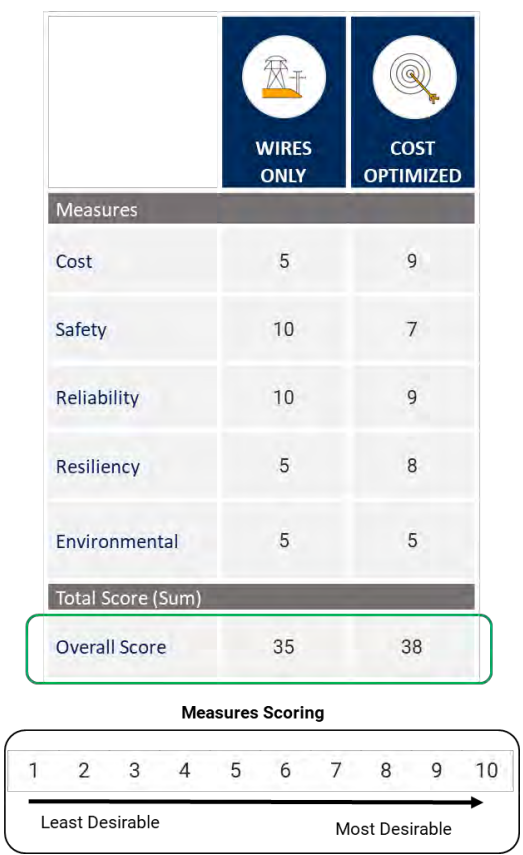 WIRES ONLY
COST OPTIMIZED
Measures
Cost 5 9
Safety 10 7
Reliability 10 9
Resiliency 5 8
Environmental 5 5
Total Score (Sum)
Overall Score 35 38
Measures Scoring
1 2 3 4 5 6 7 8 9 10
Least Desirable
Most Desirable